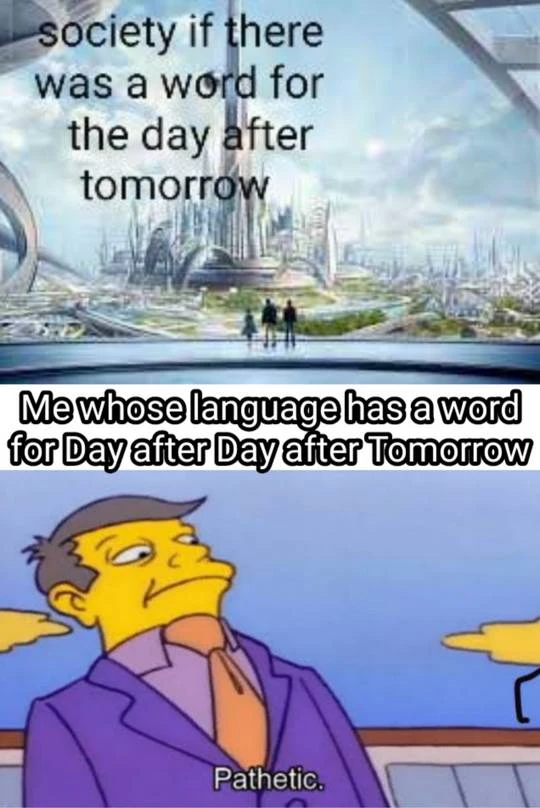 society if there
was a word for
the day after
tomorrow
Me whose language has a word
for Day after Day after Tomorrow
Pathetic.